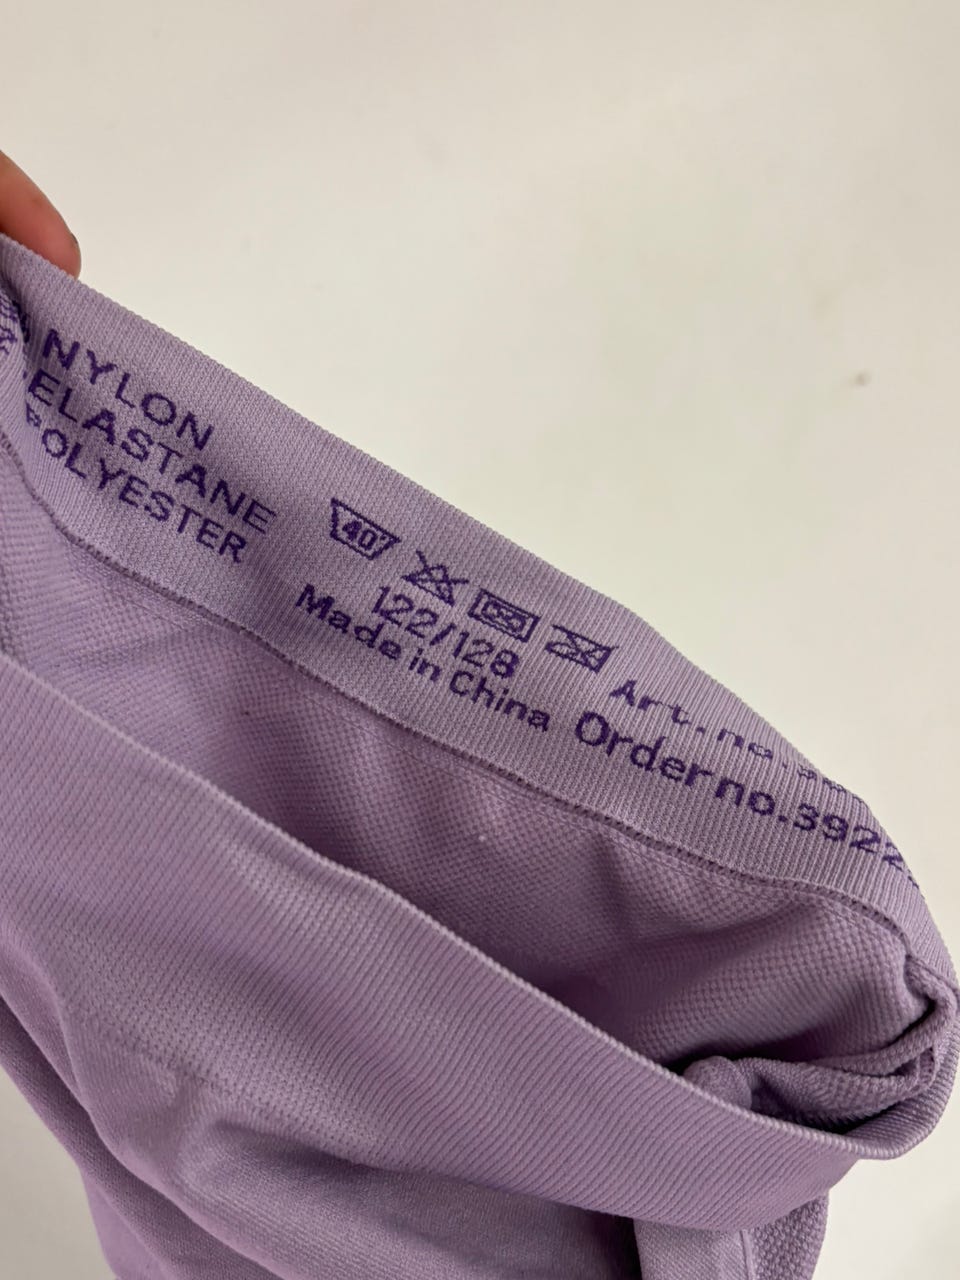 NYLON
ELASTANE
POLYESTER
40
122/128
Made in China
Art. no.
Order no. 392